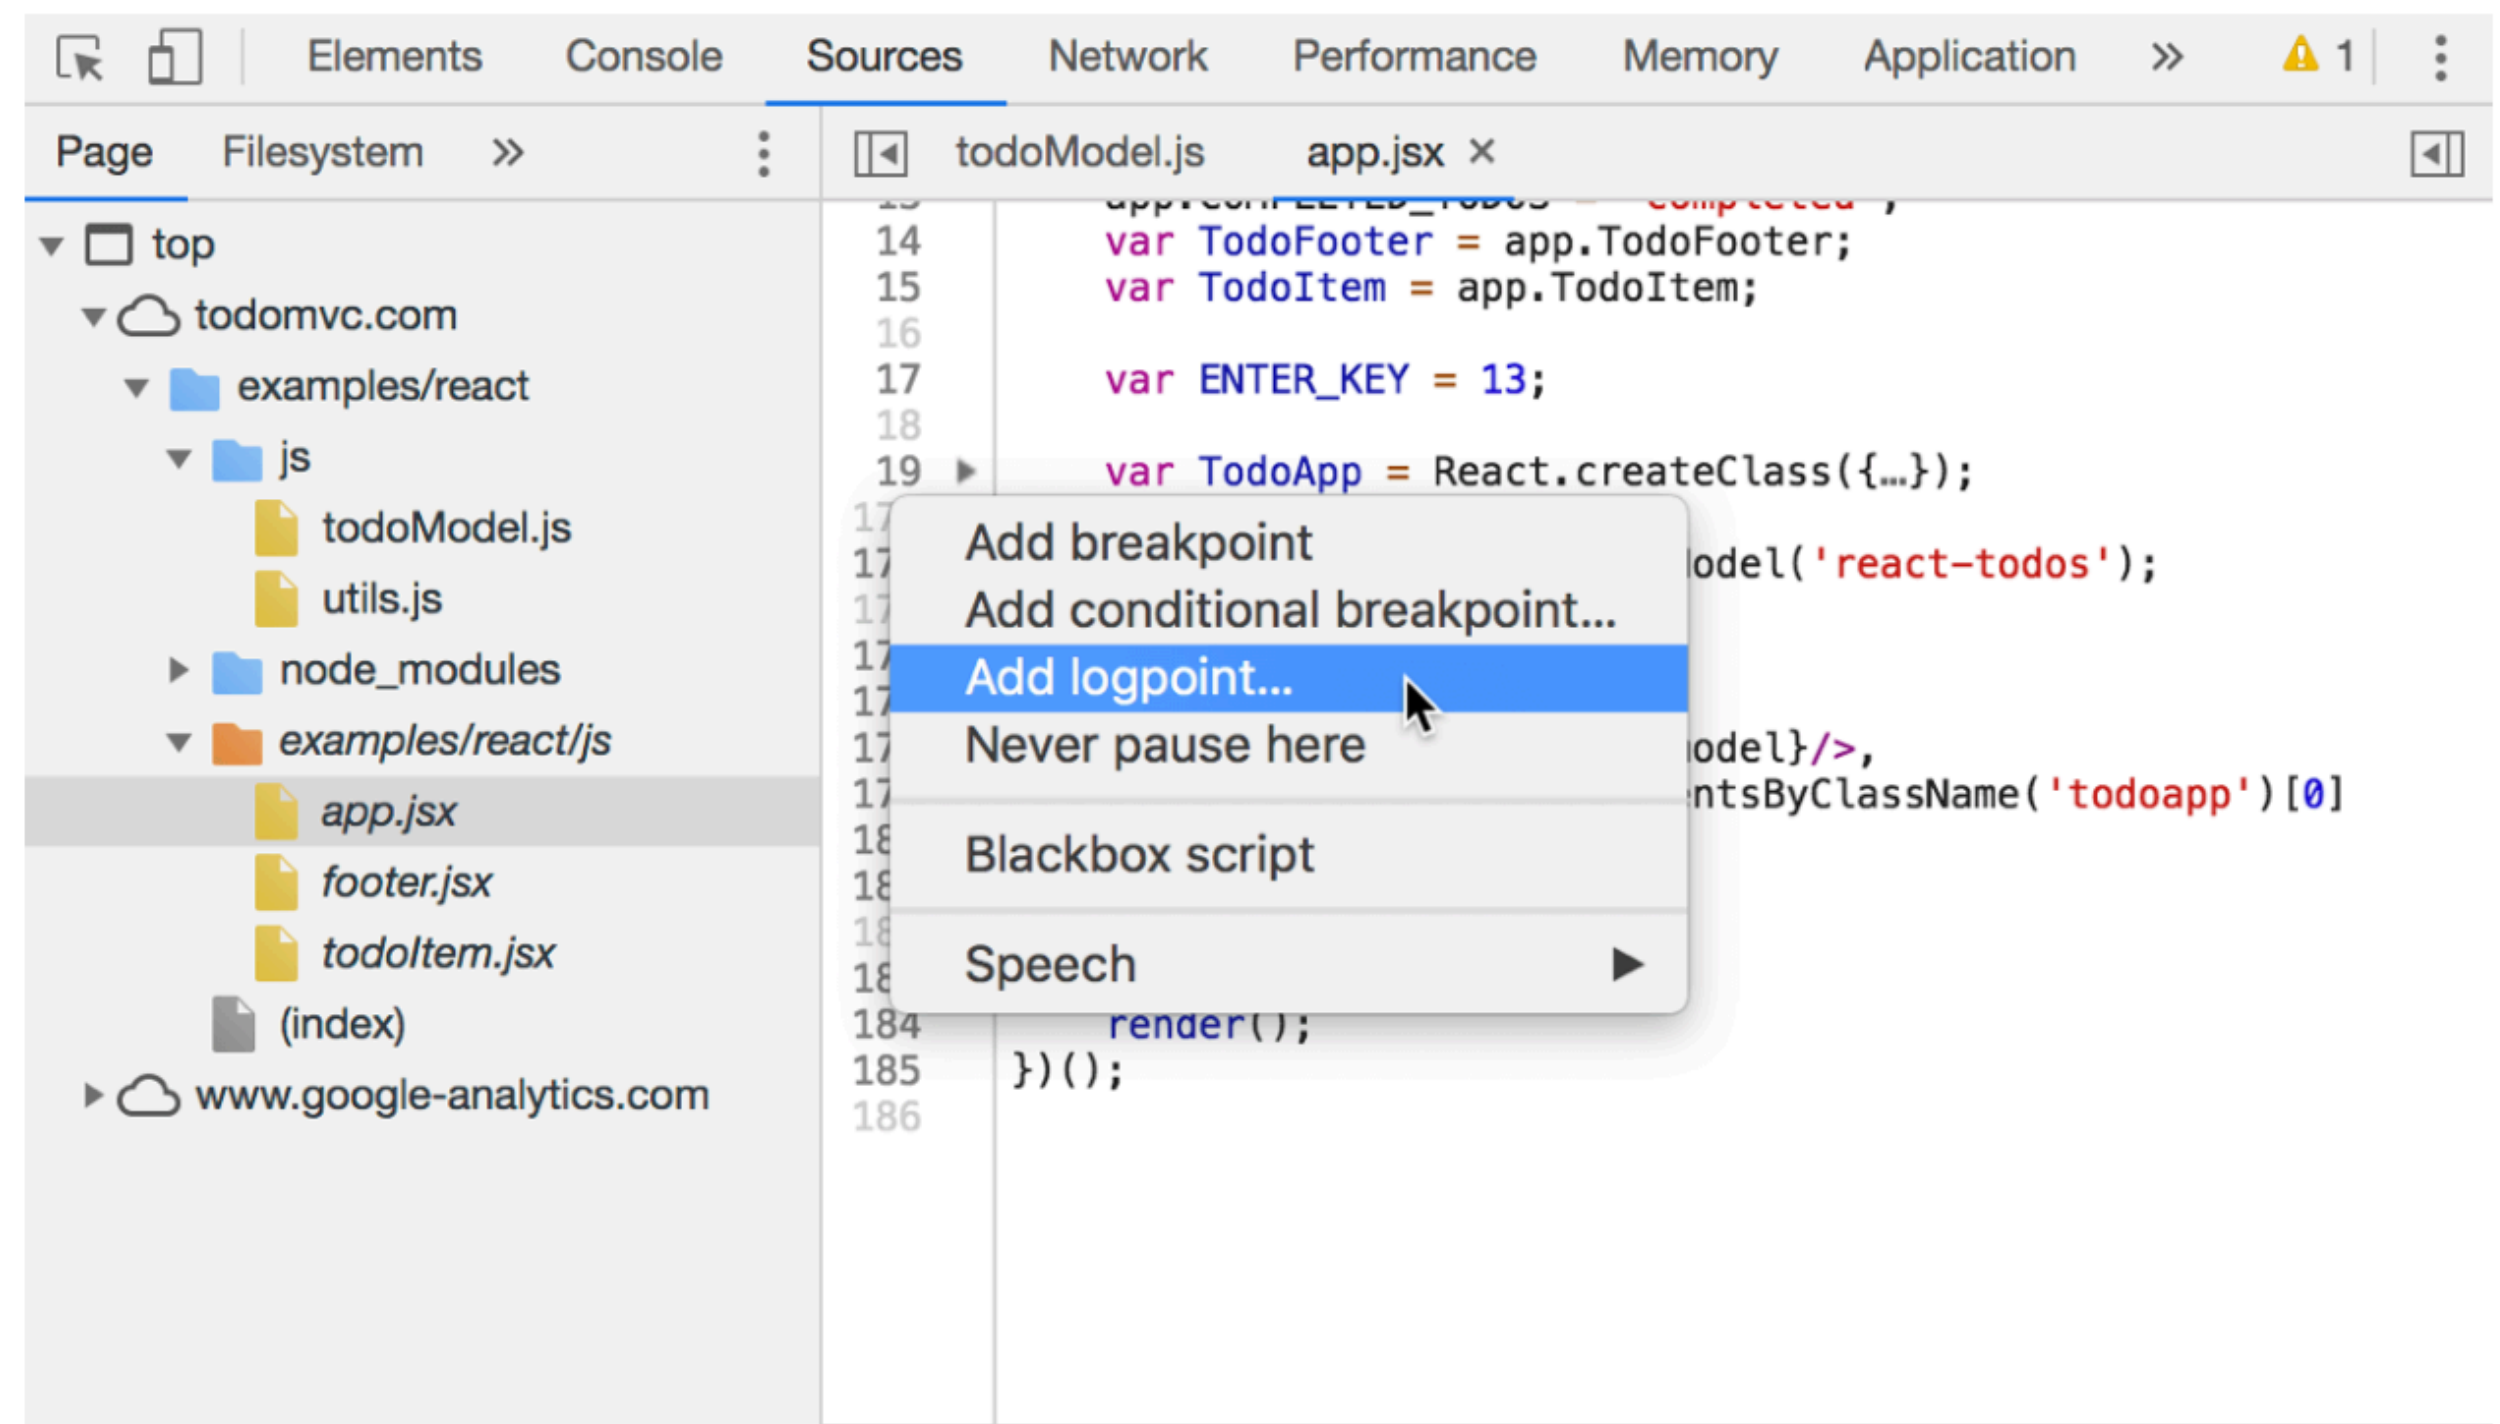 Elements Console Sources Network Performance Memory Application » 1
Page Filesystem »
top
todomvc.com
examples/react
js
todoModel.js
utils.js
node_modules
examples/react/js
app.jsx
footer.jsx
todoItem.jsx
(index)
www.google-analytics.com
todoModel.js app.jsx ×
app.COMPLETED_TODOS = 'completed';
14 var TodoFooter = app.TodoFooter;
15 var TodoItem = app.TodoItem;
16
17 var ENTER_KEY = 13;
18
19 var TodoApp = React.createClass({…});
odel('react-todos');
odel}/>,
ntsByClassName('todoapp')[0]
184 render();
185 })();
186
Add breakpoint
Add conditional breakpoint...
Add logpoint...
Never pause here
Blackbox script
Speech